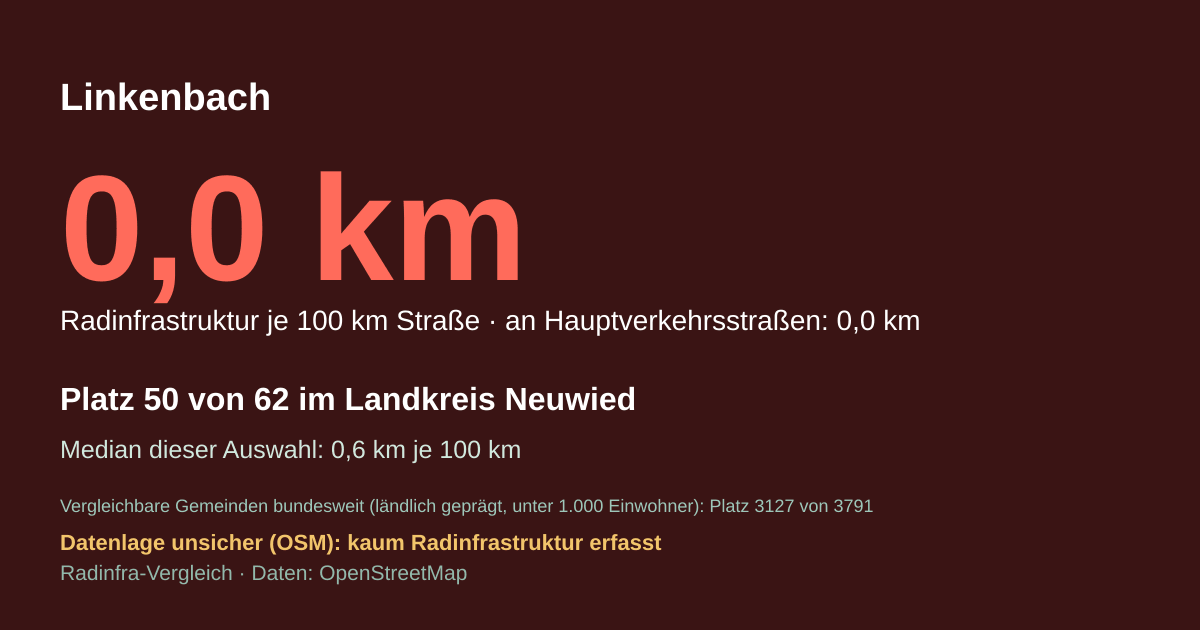 Linkenbach
0,0 km
Radinfrastruktur je 100 km Straße · an Hauptverkehrsstraßen: 0,0 km
Platz 50 von 62 im Landkreis Neuwied
Median dieser Auswahl: 0,6 km je 100 km
Vergleichbare Gemeinden bundesweit (ländlich geprägt, unter 1.000 Einwohner): Platz 3127 von 3791
Datenlage unsicher (OSM): kaum Radinfrastruktur erfasst
Radinfra-Vergleich · Daten: OpenStreetMap